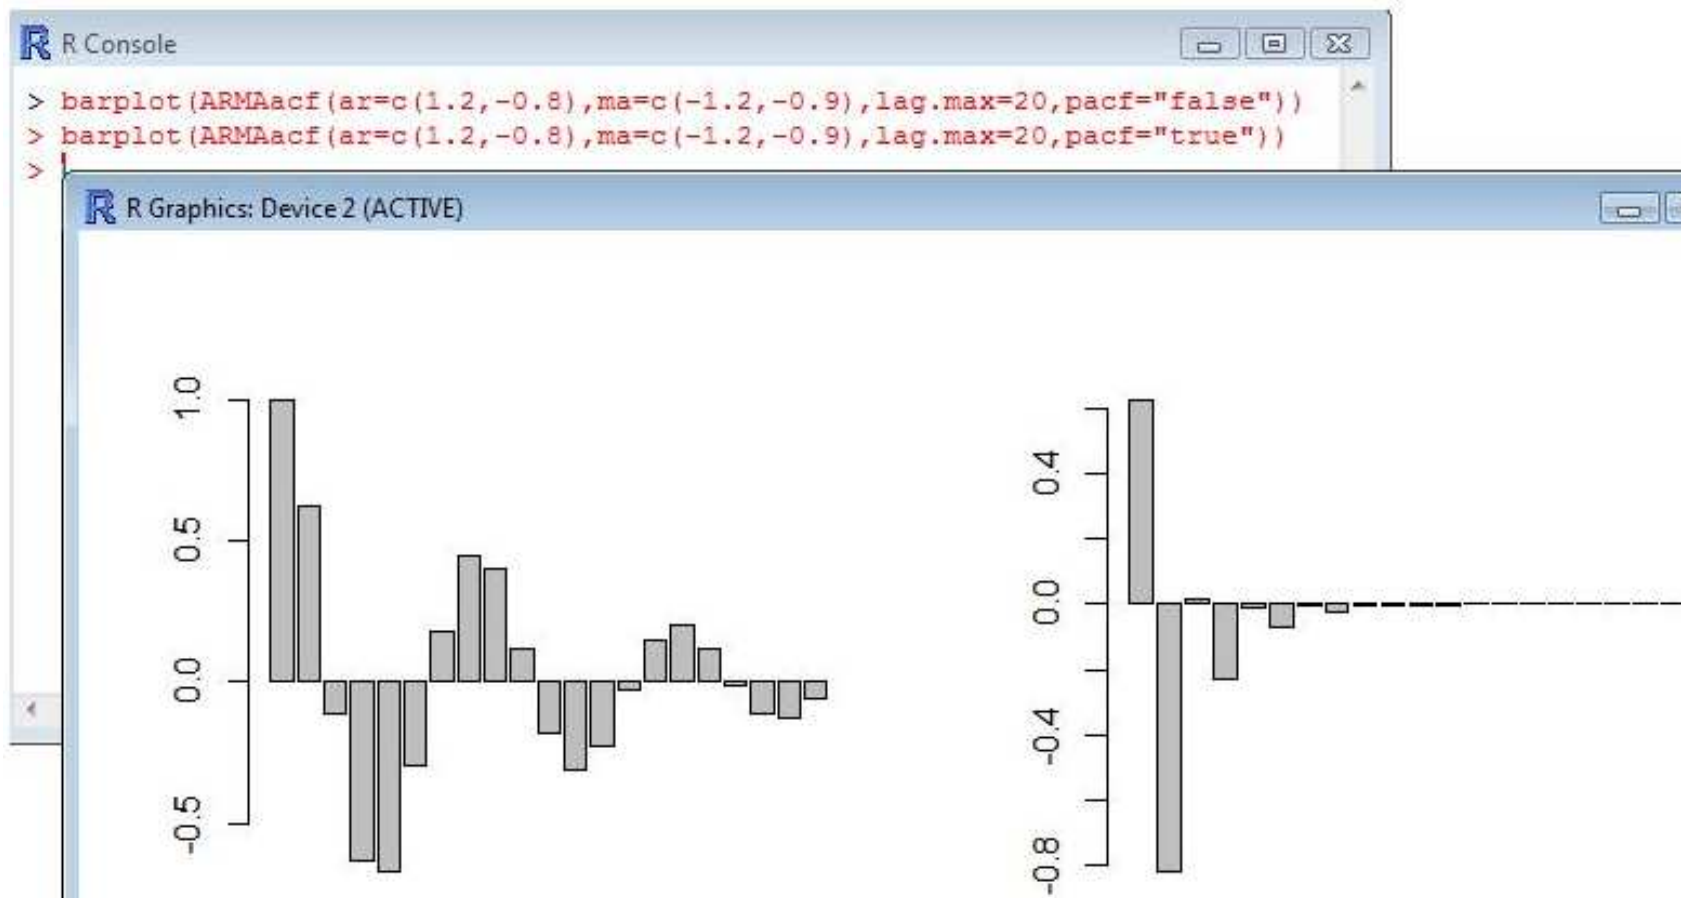 R Console
> barplot(ARMAacf(ar=c(1.2,-0.8),ma=c(-1.2,-0.9),lag.max=20,pacf="false"))
> barplot(ARMAacf(ar=c(1.2,-0.8),ma=c(-1.2,-0.9),lag.max=20,pacf="true"))
>
R Graphics: Device 2 (ACTIVE)
1.0
0.5
0.0
-0.5
0.4
0.0
-0.4
-0.8